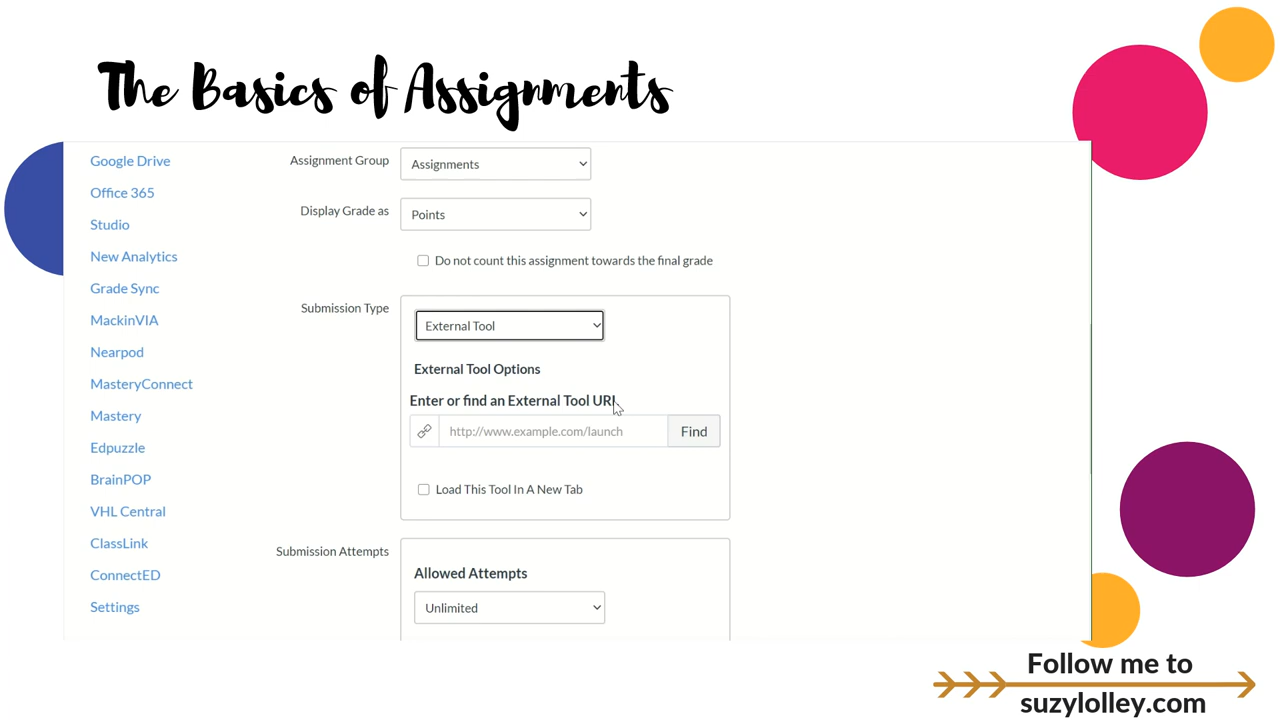 The Basics of Assignments
Google Drive
Office 365
Studio
New Analytics
Grade Sync
MackinVIA
Nearpod
MasteryConnect
Mastery
Edpuzzle
BrainPOP
VHL Central
ClassLink
ConnectED
Settings
Assignment Group
Assignments
Display Grade as
Points
Do not count this assignment towards the final grade
Submission Type
External Tool
External Tool Options
Enter or find an External Tool URL
http://www.example.com/launch
Find
Load This Tool In A New Tab
Submission Attempts
Allowed Attempts
Unlimited
Follow me to
suzylolley.com